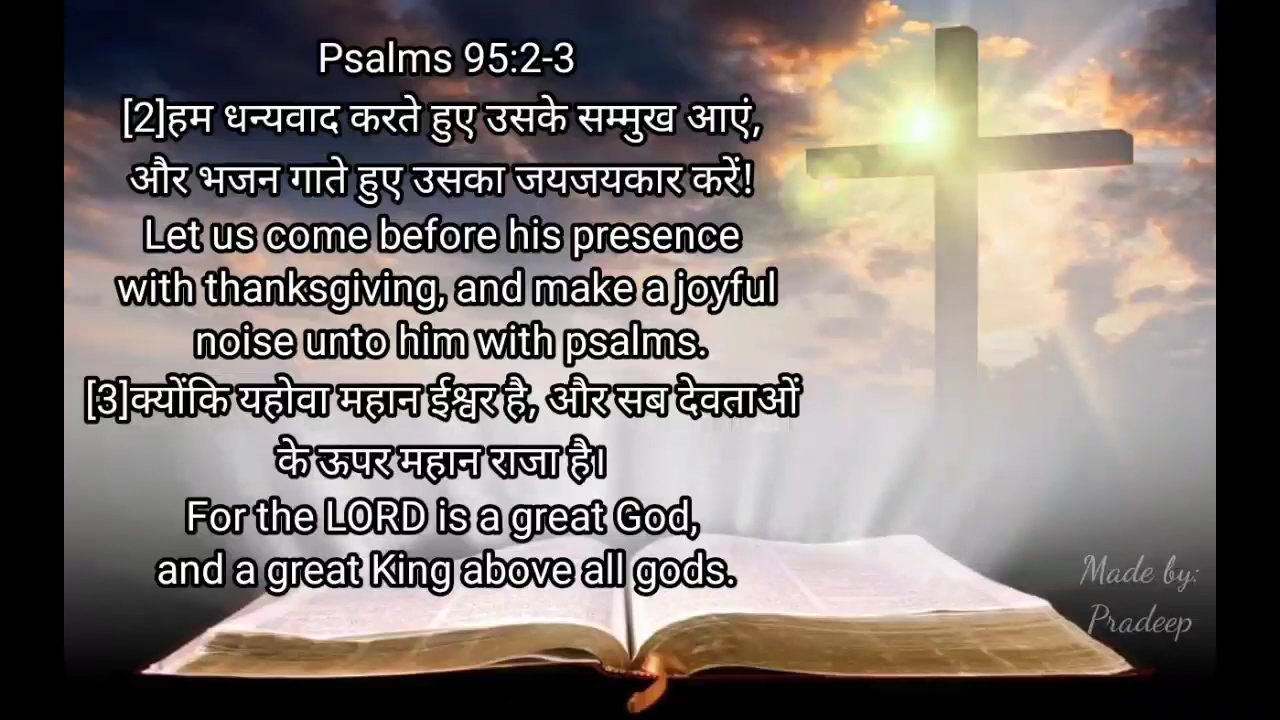 Psalms 95:2-3
[2]हम धन्यवाद करते हुए उसके सम्मुख आएं,
और भजन गाते हुए उसका जयजयकार करें!
Let us come before his presence
with thanksgiving, and make a joyful
noise unto him with psalms.
[3]क्योंकि यहोवा महान ईश्वर है, और सब देवताओं
के ऊपर महान राजा है।
For the LORD is a great God,
and a great King above all gods.
Made by:
Pradeep